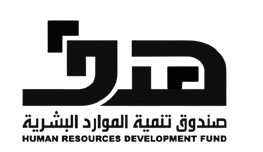 هدف
صندوق تنمية الموارد البشرية
HUMAN RESOURCES DEVELOPMENT FUND